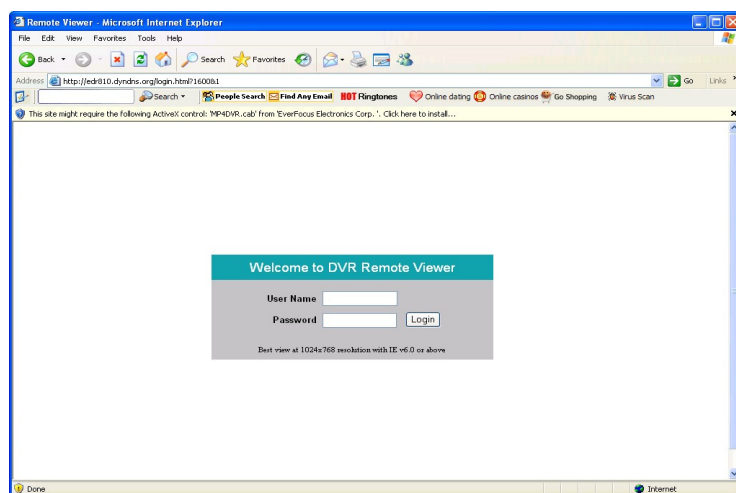 Remote Viewer - Microsoft Internet Explorer
File Edit View Favorites Tools Help
Back Search Favorites
Address http://edr810.dyndns.org/login.html?1600&1 Go Links »
Search People Search Find Any Email HOT Ringtones Online dating Online casinos Go Shopping Virus Scan
This site might require the following ActiveX control: 'MP4DVR.cab' from 'EverFocus Electronics Corp. '. Click here to install...
Welcome to DVR Remote Viewer
User Name
Password Login
Best view at 1024x768 resolution with IE v6.0 or above
Done Internet